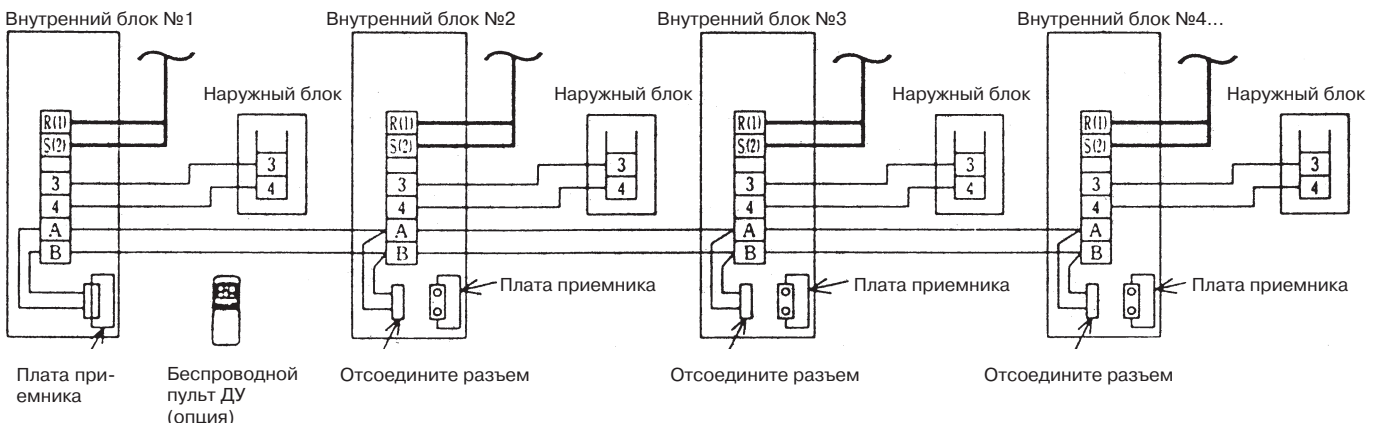 Внутренний блок №1
Внутренний блок №2
Внутренний блок №3
Внутренний блок №4...
Наружный блок
Наружный блок
Наружный блок
Наружный блок
R(1)
S(2)
3
4
A
B
3
4
R(1)
S(2)
3
4
A
B
3
4
R(1)
S(2)
3
4
A
B
3
4
R(1)
S(2)
3
4
A
B
3
4
Плата приемника
Плата приемника
Плата приемника
Плата при-
емника
Беспроводной
пульт ДУ
(опция)
Отсоедините разъем
Отсоедините разъем
Отсоедините разъем